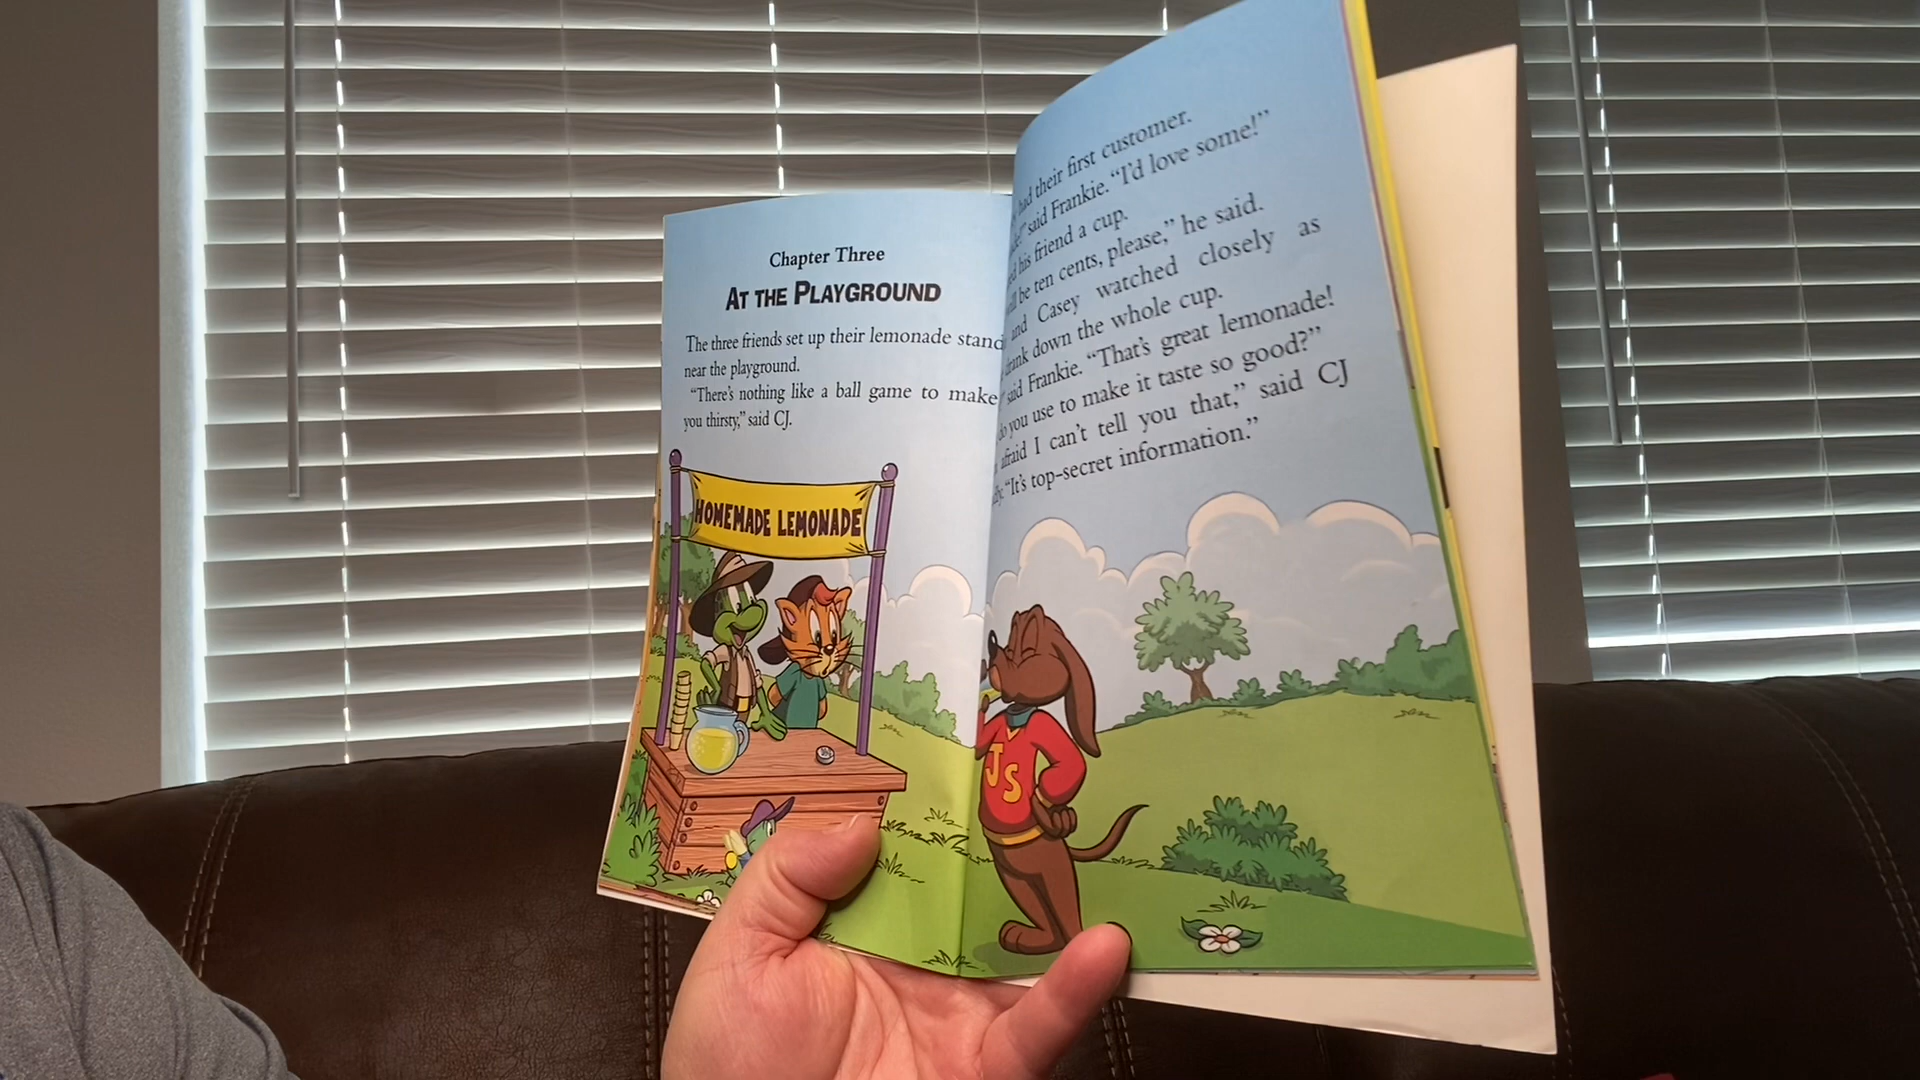 Chapter Three
AT THE PLAYGROUND
The three friends set up their lemonade stand
near the playground.
“There’s nothing like a ball game to make
you thirsty,” said CJ.
HOMEMADE LEMONADE
had their first customer.
said Frankie. “I’d love some!”
his friend a cup.
be ten cents, please,” he said.
and Casey watched closely as
down the whole cup.
said Frankie. “That’s great lemonade!
do you use to make it taste so good?”
afraid I can’t tell you that,” said CJ
“It’s top-secret information.”
JS